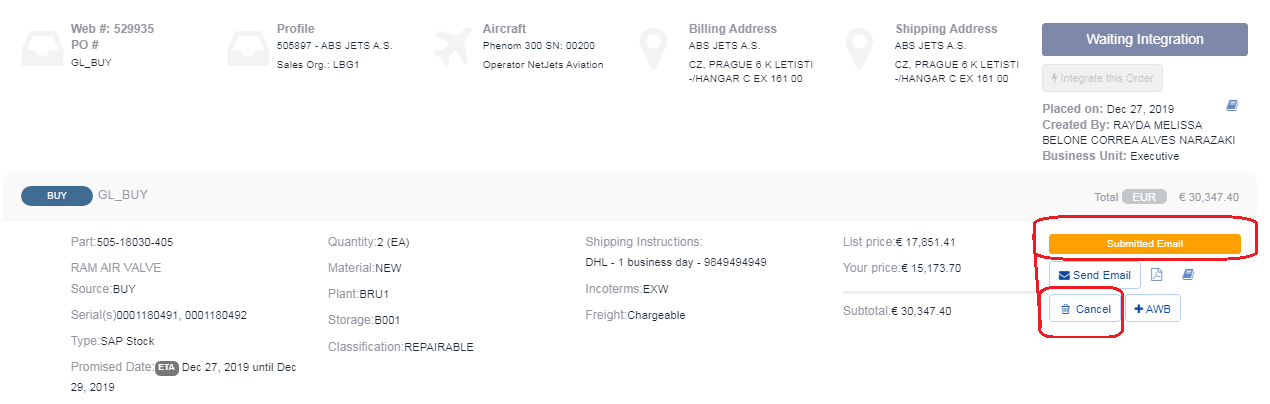 Web #: 529935
PO #
GL_BUY
Profile
505897 - ABS JETS A.S.
Sales Org.: LBG1
Aircraft
Phenom 300 SN: 00200
Operator NetJets Aviation
Billing Address
ABS JETS A.S.
CZ, PRAGUE 6 K LETISTI
-/HANGAR C EX 161 00
Shipping Address
ABS JETS A.S.
CZ, PRAGUE 6 K LETISTI
-/HANGAR C EX 161 00
Waiting Integration
Integrate this Order
Placed on: Dec 27, 2019
Created By: RAYDA MELISSA
BELONE CORREA ALVES NARAZAKI
Business Unit: Executive
BUY GL_BUY
Total EUR € 30,347.40
Part:505-18030-405
RAM AIR VALVE
Source:BUY
Serial(s)0001180491, 0001180492
Type:SAP Stock
Promised Date:ETA Dec 27, 2019 until Dec
29, 2019
Quantity:2 (EA)
Material:NEW
Plant:BRU1
Storage:B001
Classification:REPAIRABLE
Shipping Instructions:
DHL - 1 business day - 9849494949
Incoterms:EXW
Freight:Chargeable
List price:€ 17,851.41
Your price:€ 15,173.70
Subtotal:€ 30,347.40
Submitted Email
Send Email
Cancel
+ AWB